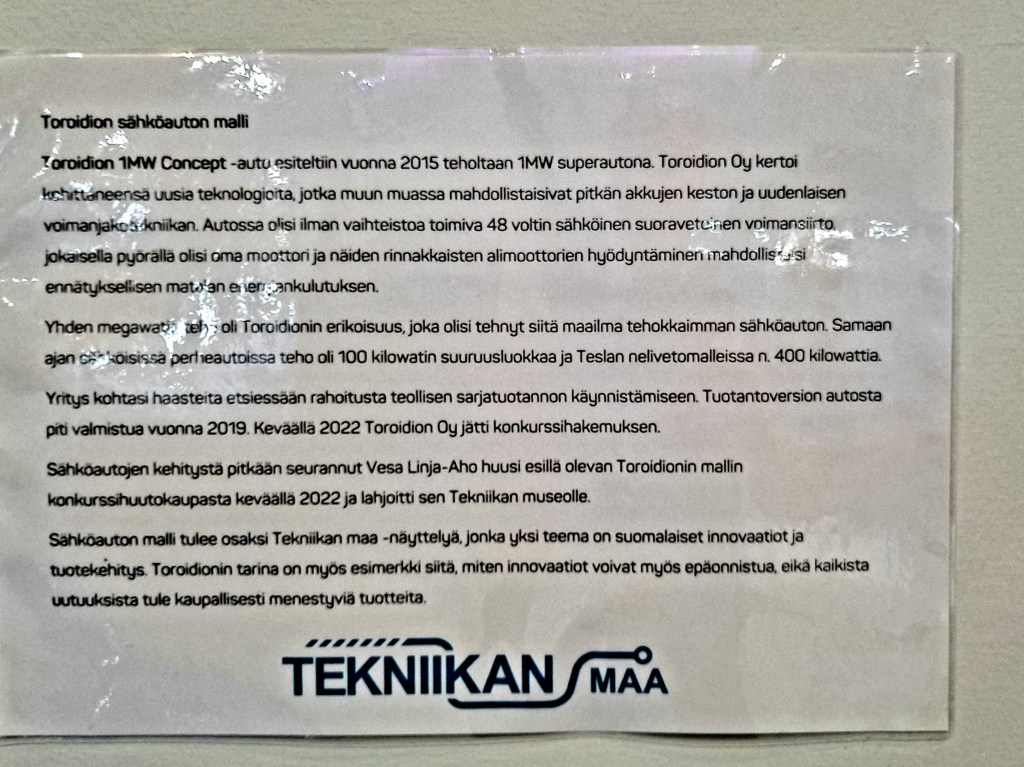 Toroidion sähköauton malli
Toroidion 1MW Concept -auto esiteltiin vuonna 2015 teholtaan 1MW superautona. Toroidion Oy kertoi
kehittäneensä uusia teknologioita, jotka muun muassa mahdollistaisivat pitkän akkujen keston ja uudenlaisen
voimanjakotekniikan. Autossa olisi ilman vaihteistoa toimiva 48 voltin sähköinen suoravetoinen voimansiirto,
jokaisella pyörällä olisi oma moottori ja näiden rinnakkaisten alimoottorien hyödyntäminen mahdollistaisi
ennätyksellisen matalan energiankulutuksen.
Yhden megawatin teho oli Toroidionin erikoisuus, joka olisi tehnyt siitä maailma tehokkaimman sähköauton. Samaan
ajan sähköisissä perheautoissa teho oli 100 kilowatin suuruusluokkaa ja Teslan nelivetomalleissa n. 400 kilowattia.
Yritys kohtasi haasteita etsiessään rahoitusta teollisen sarjatuotannon käynnistämiseen. Tuotantoversion autosta
piti valmistua vuonna 2019. Keväällä 2022 Toroidion Oy jätti konkurssihakemuksen.
Sähköautojen kehitystä pitkään seurannut Vesa Linja-Aho huusi esillä olevan Toroidionin mallin
konkurssihuutokaupasta keväällä 2022 ja lahjoitti sen Tekniikan museolle.
Sähköauton malli tulee osaksi Tekniikan maa -näyttelyä, jonka yksi teema on suomalaiset innovaatiot ja
tuotekehitys. Toroidionin tarina on myös esimerkki siitä, miten innovaatiot voivat myös epäonnistua, eikä kaikista
uutuuksista tule kaupallisesti menestyviä tuotteita.
TEKNIIKAN MAA